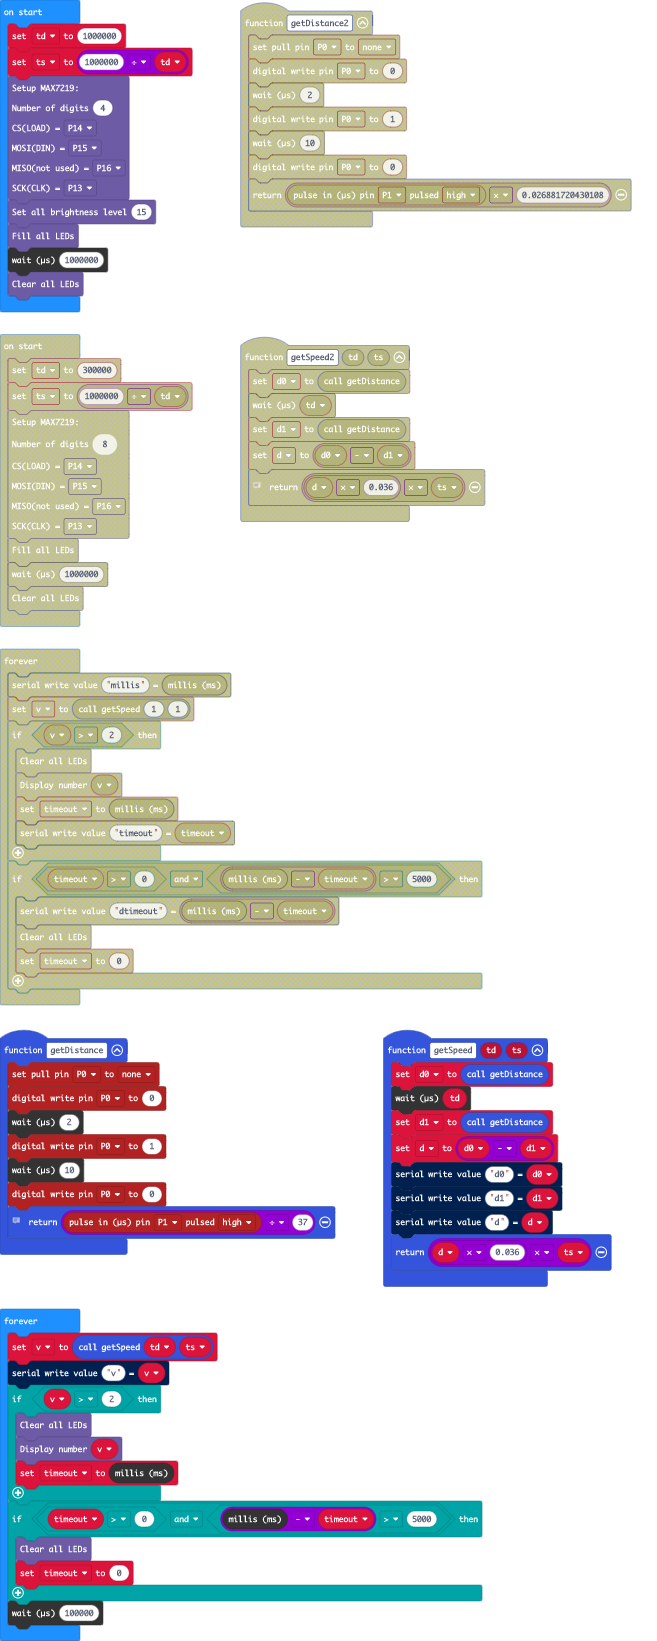 on start
set td to 1000000
set ts to 1000000 ÷ td
Setup MAX7219:
Number of digits 4
CS(LOAD) = P14
MOSI(DIN) = P15
MISO(not used) = P16
SCK(CLK) = P13
Set all brightness level 15
Fill all LEDs
wait (µs) 1000000
Clear all LEDs
function getDistance2
set pull pin P0 to none
digital write pin P0 to 0
wait (µs) 2
digital write pin P0 to 1
wait (µs) 10
digital write pin P0 to 0
return pulse in (µs) pin P1 pulsed high × 0.026881720430108
on start
set td to 300000
set ts to 1000000 ÷ td
Setup MAX7219:
Number of digits 8
CS(LOAD) = P14
MOSI(DIN) = P15
MISO(not used) = P16
SCK(CLK) = P13
Fill all LEDs
wait (µs) 1000000
Clear all LEDs
function getSpeed2 td ts
set d0 to call getDistance
wait (µs) td
set d1 to call getDistance
set d to d0 - d1
return d × 0.036 × ts
forever
serial write value "millis" = millis (ms)
set v to call getSpeed 1 1
if v > 2 then
Clear all LEDs
Display number v
set timeout to millis (ms)
serial write value "timeout" = timeout
if timeout > 0 and millis (ms) - timeout > 5000 then
serial write value "dtimeout" = millis (ms) - timeout
Clear all LEDs
set timeout to 0
function getDistance
set pull pin P0 to none
digital write pin P0 to 0
wait (µs) 2
digital write pin P0 to 1
wait (µs) 10
digital write pin P0 to 0
return pulse in (µs) pin P1 pulsed high ÷ 37
function getSpeed td ts
set d0 to call getDistance
wait (µs) td
set d1 to call getDistance
set d to d0 - d1
serial write value "d0" = d0
serial write value "d1" = d1
serial write value "d" = d
return d × 0.036 × ts
forever
set v to call getSpeed td ts
serial write value "v" = v
if v > 2 then
Clear all LEDs
Display number v
set timeout to millis (ms)
if timeout > 0 and millis (ms) - timeout > 5000 then
Clear all LEDs
set timeout to 0
wait (µs) 100000